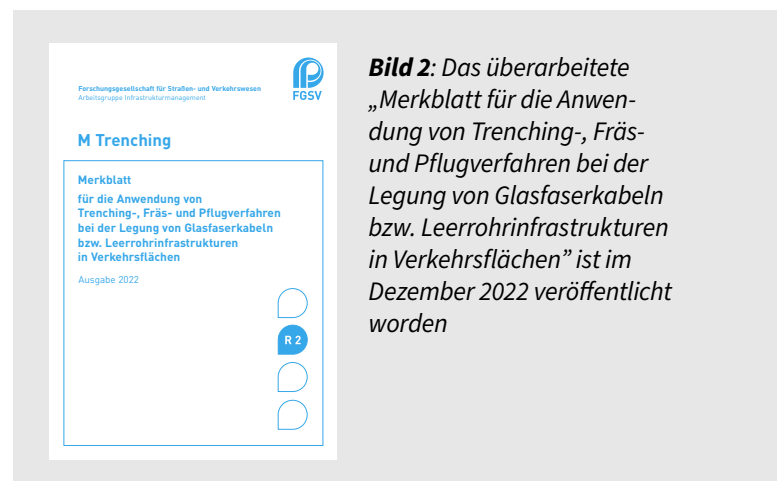 Forschungsgesellschaft für Straßen- und Verkehrswesen
Arbeitsgruppe Infrastrukturmanagement
FGSV
M Trenching
Merkblatt
für die Anwendung von
Trenching-, Fräs- und Pflugverfahren
bei der Legung von Glasfaserkabeln
bzw. Leerrohrinfrastrukturen
in Verkehrsflächen
Ausgabe 2022
R 2
Bild 2: Das überarbeitete
„Merkblatt für die Anwen-
dung von Trenching-, Fräs-
und Pflugverfahren bei der
Legung von Glasfaserkabeln
bzw. Leerrohrinfrastrukturen
in Verkehrsflächen” ist im
Dezember 2022 veröffentlicht
worden